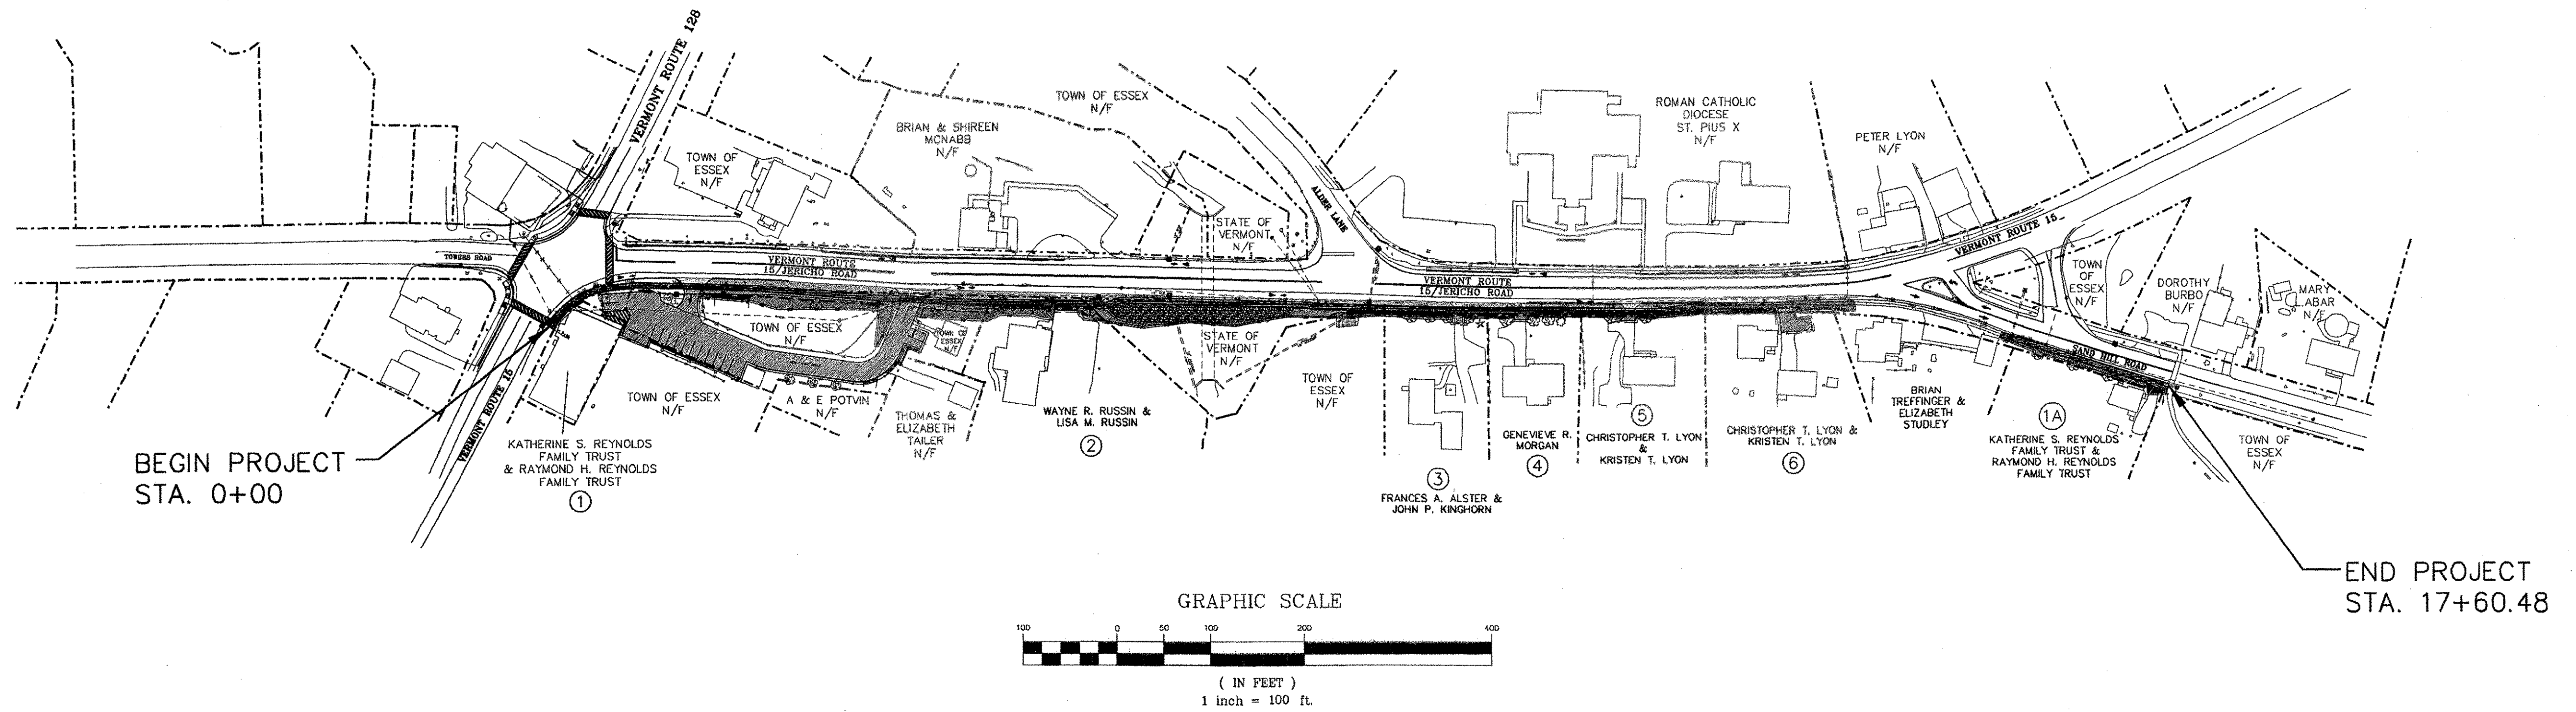 VERMONT ROUTE 128
TOWN OF ESSEX
N/F
BRIAN & SHIREEN
MCNABB
N/F
TOWN OF
ESSEX
N/F
ROMAN CATHOLIC
DIOCESE
ST. PIUS X
N/F
PETER LYON
N/F
ALDER LANE
STATE OF
VERMONT
N/F
VERMONT ROUTE 15
TOWERS ROAD
VERMONT ROUTE
15/JERICHO ROAD
VERMONT ROUTE
15/JERICHO ROAD
TOWN
OF
ESSEX
N/F
DOROTHY
BURBO
N/F
MARY
LABAR
N/F
TOWN OF ESSEX
N/F
TOWN OF
ESSEX
N/F
STATE OF
VERMONT
N/F
SAND HILL ROAD
VERMONT ROUTE 15
TOWN OF ESSEX
N/F
A & E POTVIN
N/F
THOMAS &
ELIZABETH
TAILER
N/F
WAYNE R. RUSSIN &
LISA M. RUSSIN
2
TOWN OF
ESSEX
N/F
3
FRANCES A. ALSTER &
JOHN P. KINGHORN
GENEVIEVE R.
MORGAN
4
5
CHRISTOPHER T. LYON
&
KRISTEN T. LYON
CHRISTOPHER T. LYON &
KRISTEN T. LYON
6
BRIAN
TREFFINGER &
ELIZABETH
STUDLEY
1A
KATHERINE S. REYNOLDS
FAMILY TRUST &
RAYMOND H. REYNOLDS
FAMILY TRUST
TOWN OF
ESSEX
N/F
KATHERINE S. REYNOLDS
FAMILY TRUST
& RAYMOND H. REYNOLDS
FAMILY TRUST
1
BEGIN PROJECT
STA. 0+00
END PROJECT
STA. 17+60.48
GRAPHIC SCALE
100 0 50 100 200 400
( IN FEET )
1 inch = 100 ft.